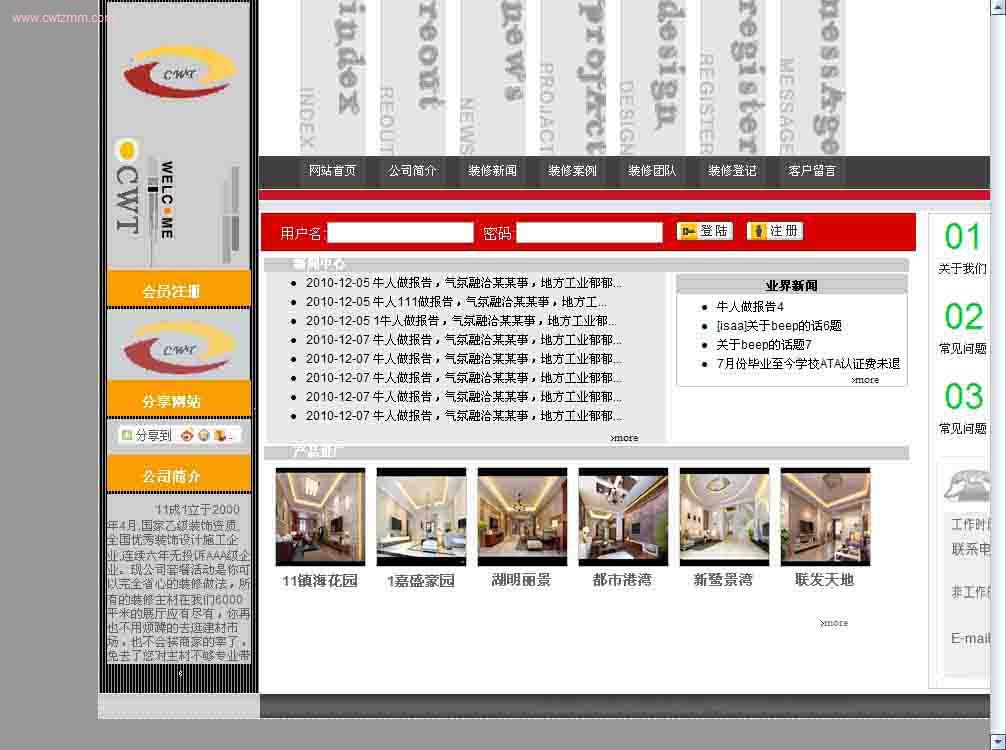 www.cwtzmm.com
CWT
CWT
WELC ME
会员注册
CWT
分享网站
分享到
公司简介
11成1立于2000
年4月,国家乙级装饰资质,
全国优秀装饰设计施工企
业,连续六年无投诉AAA级企
业。现公司套餐活动是你可
以完全省心的装修做法，所
有的装修主材在我们6000
平米的展厅应有尽有，你再
也不用烦躁的去逛建材市
场，也不会挨商家的宰了，
免去了您对主材不够专业带
index
reout
news
projAct
design
register
messAge
INDEX
REOUT
NEWS
PROJACT
DESIGN
REGISTER
MESSAGE
网站首页 公司简介 装修新闻 装修案例 装修团队 装修登记 客户留言
用户名: 密码: 登 陆 注 册
新闻中心
2010-12-05 牛人做报告，气氛融洽某某事，地方工业郁郁...
2010-12-05 牛人111做报告，气氛融洽某某事，地方工...
2010-12-05 1牛人做报告，气氛融洽某某事，地方工业郁...
2010-12-07 牛人做报告，气氛融洽某某事，地方工业郁郁...
2010-12-07 牛人做报告，气氛融洽某某事，地方工业郁郁...
2010-12-07 牛人做报告，气氛融洽某某事，地方工业郁郁...
2010-12-07 牛人做报告，气氛融洽某某事，地方工业郁郁...
2010-12-07 牛人做报告，气氛融洽某某事，地方工业郁郁...
>more
业界新闻
牛人做报告4
[isaa]关于beep的话6题
关于beep的话题7
7月份毕业至今学校ATA认证费未退
>more
产品推广
11镇海花园 1嘉盛家园 湖明丽景 都市港湾 新鹭景湾 联发天地
>more
01
关于我们
02
常见问题
03
常见问题
工作时
联系电
非工作
E-mail